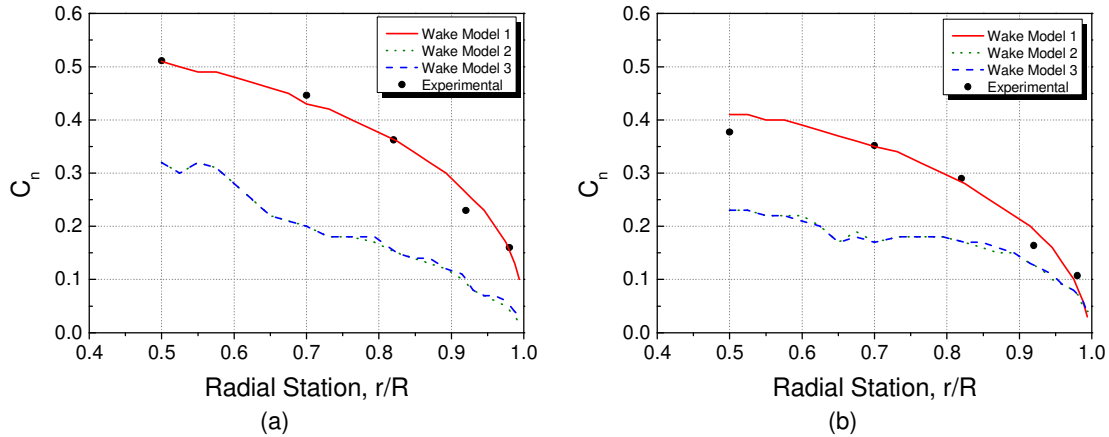 0.6
0.5
0.4
0.3
0.2
0.1
0.0
C_n
Wake Model 1
Wake Model 2
Wake Model 3
Experimental
0.4 0.5 0.6 0.7 0.8 0.9 1.0
Radial Station, r/R
(a)
0.6
0.5
0.4
0.3
0.2
0.1
0.0
C_n
Wake Model 1
Wake Model 2
Wake Model 3
Experimental
0.4 0.5 0.6 0.7 0.8 0.9 1.0
Radial Station, r/R
(b)